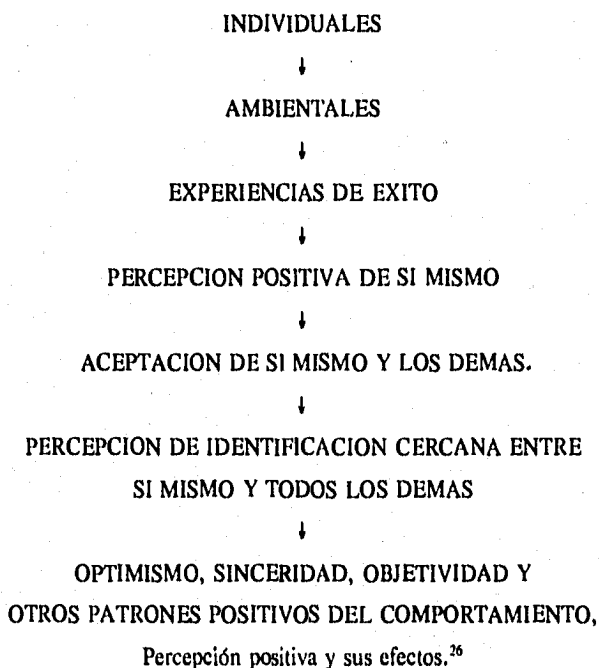 INDIVIDUALES
↓
AMBIENTALES
↓
EXPERIENCIAS DE EXITO
↓
PERCEPCION POSITIVA DE SI MISMO
↓
ACEPTACION DE SI MISMO Y LOS DEMAS.
↓
PERCEPCION DE IDENTIFICACION CERCANA ENTRE
SI MISMO Y TODOS LOS DEMAS
↓
OPTIMISMO, SINCERIDAD, OBJETIVIDAD Y
OTROS PATRONES POSITIVOS DEL COMPORTAMIENTO,
Percepción positiva y sus efectos.²⁶